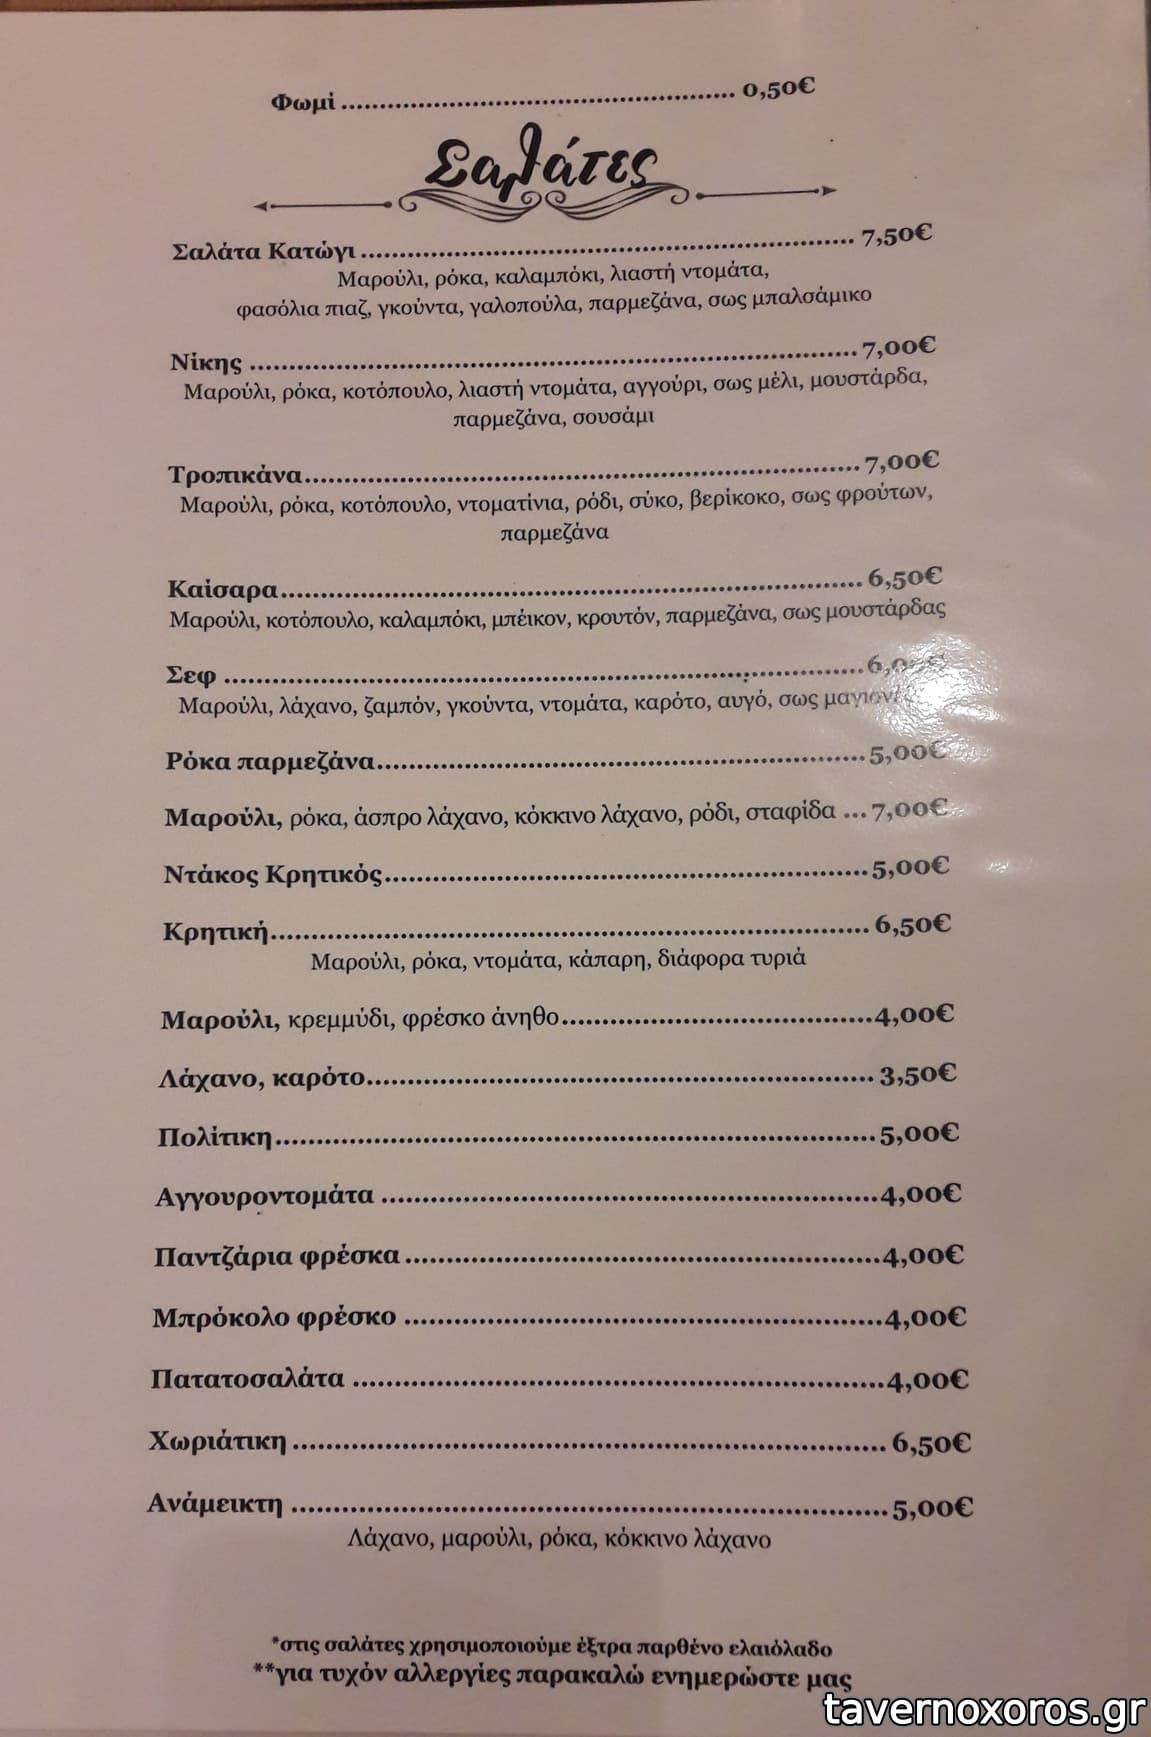 Φωμί ................................................ 0,50€
Σαλάτες
Σαλάτα Κατώγι ............................................................. 7,50€
Μαρούλι, ρόκα, καλαμπόκι, λιαστή ντομάτα,
φασόλια πιαζ, γκούντα, γαλοπούλα, παρμεζάνα, σως μπαλσάμικο
Νίκης ........................................................................... 7,00€
Μαρούλι, ρόκα, κοτόπουλο, λιαστή ντομάτα, αγγούρι, σως μέλι, μουστάρδα,
παρμεζάνα, σουσάμι
Τροπικάνα..................................................................... 7,00€
Μαρούλι, ρόκα, κοτόπουλο, ντοματίνια, ρόδι, σύκο, βερίκοκο, σως φρούτων,
παρμεζάνα
Καίσαρα........................................................................ 6,50€
Μαρούλι, κοτόπουλο, καλαμπόκι, μπέικον, κρουτόν, παρμεζάνα, σως μουστάρδας
Σεφ ...............................................................................
Μαρούλι, λάχανο, ζαμπόν, γκούντα, ντομάτα, καρότο, αυγό, σως
Ρόκα παρμεζάνα............................................................ 5,00€
Μαρούλι, ρόκα, άσπρο λάχανο, κόκκινο λάχανο, ρόδι, σταφίδα ... 7,00€
Ντάκος Κρητικός........................................................... 5,00€
Κρητική......................................................................... 6,50€
Μαρούλι, ρόκα, ντομάτα, κάπαρη, διάφορα τυριά
Μαρούλι, κρεμμύδι, φρέσκο άνηθο...................................... 4,00€
Λάχανο, καρότο.............................................................. 3,50€
Πολίτικη......................................................................... 5,00€
Αγγουροντομάτα ............................................................ 4,00€
Παντζάρια φρέσκα ......................................................... 4,00€
Μπρόκολο φρέσκο ......................................................... 4,00€
Πατατοσαλάτα ............................................................... 4,00€
Χωριάτικη ...................................................................... 6,50€
Ανάμεικτη ...................................................................... 5,00€
Λάχανο, μαρούλι, ρόκα, κόκκινο λάχανο
*στις σαλάτες χρησιμοποιούμε έξτρα παρθένο ελαιόλαδο
**για τυχόν αλλεργίες παρακαλώ ενημερώστε μας
tavernoxoros.gr